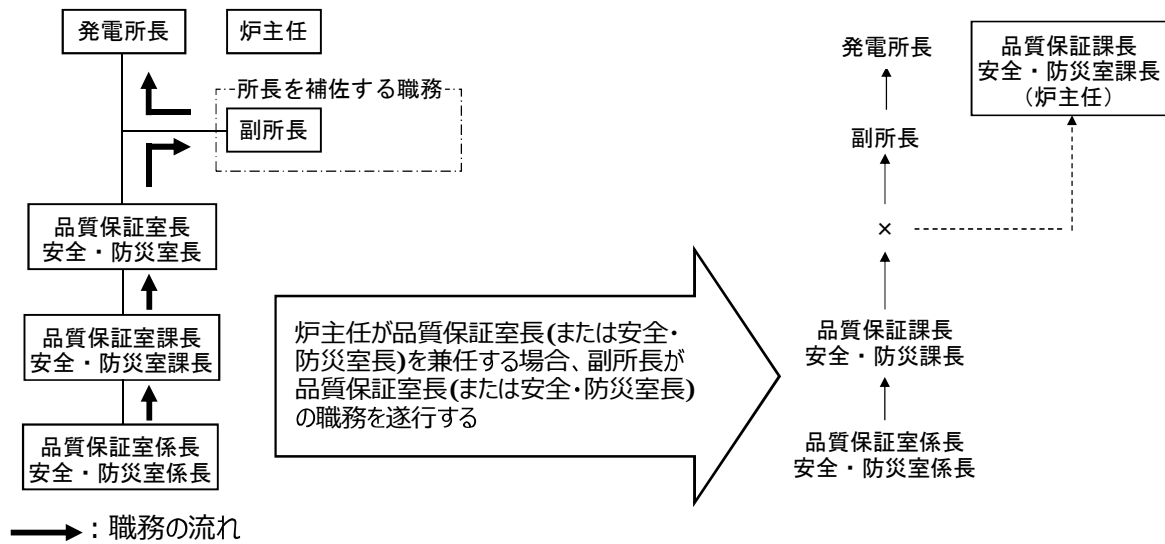 発電所長
炉主任
所長を補佐する職務
副所長
品質保証室長
安全・防災室長
品質保証室課長
安全・防災室課長
品質保証室係長
安全・防災室係長
：職務の流れ
炉主任が品質保証室長(または安全・
防災室長)を兼任する場合、副所長が
品質保証室長(または安全・防災室長)
の職務を遂行する
発電所長
品質保証課長
安全・防災室課長
（炉主任）
副所長
×
品質保証課長
安全・防災課長
品質保証室係長
安全・防災室係長